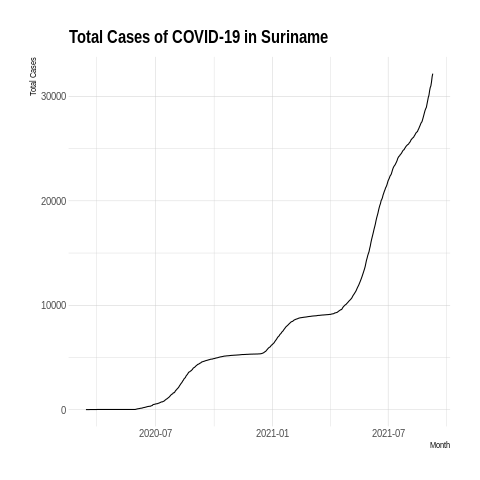 Total Cases of COVID-19 in Suriname
Total Cases
30000
20000
10000
0
2020-07
2021-01
2021-07
Month